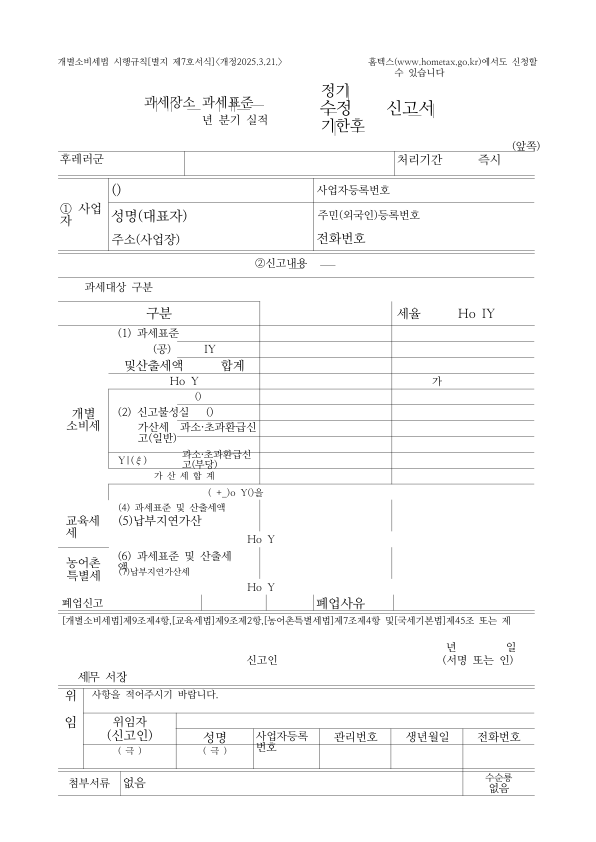 개별소비세법 시행규칙[별지 제7호서식]<개정2025.3.21.>
홈텍스(www.hometax.go.kr)에서도 신청할
수 있습니다
정기
과세장소 과세표준
수정 신고서
년 분기 실적
기한후
(앞쪽)
후레러군 처리기간 즉시
① 사업
자
() 사업자등록번호
성명(대표자) 주민(외국인)등록번호
주소(사업장) 전화번호
②신고내용
과세대상 구분
구분 세율 Ho IY
개별
소비세
(1) 과세표준
(공) IY
및산출세액 합계
Ho Y 가
()
(2) 신고불성실 ()
가산세 과소·초과환급신
고(일반)
과소·초과환급신
고(부당)
Y|(ξ)
가 산 세 합 계
( +_)o Y()을
교육세
세
(4) 과세표준 및 산출세액
(5)납부지연가산
Ho Y
농어촌
특별세
(6) 과세표준 및 산출세
액
(7)납부지연가산세
Ho Y
폐업신고 폐업사유
[개별소비세법]제9조제4항,[교육세법]제9조제2항,[농어촌특별세법]제7조제4항 및[국세기본법]제45조 또는 제
년 일
신고인 (서명 또는 인)
세무 서장
위
임
사항을 적어주시기 바랍니다.
위임자
(신고인)
성명 사업자등록
번호
관리번호 생년월일 전화번호
( 극 ) ( 극 )
첨부서류 없음
수순룡
없음